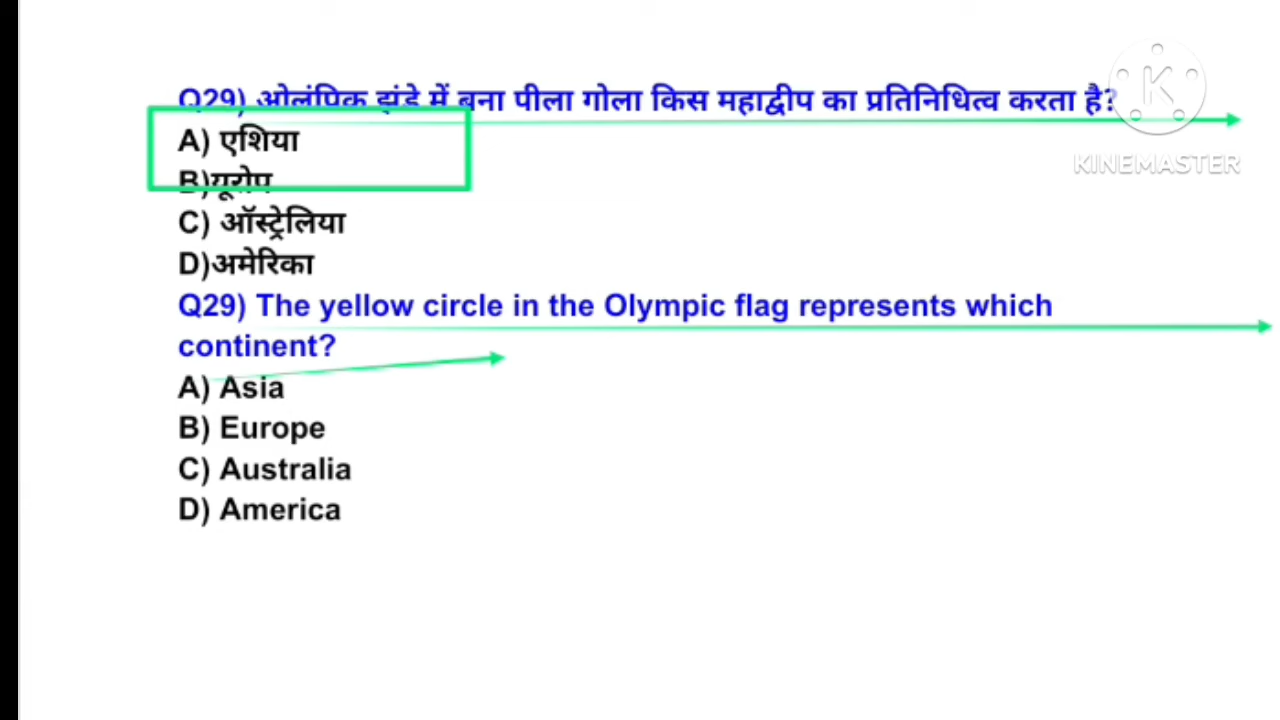 Q29) ओलंपिक झंडे में बना पीला गोला किस महाद्वीप का प्रतिनिधित्व करता है?
A) एशिया
B)यूरोप
C) ऑस्ट्रेलिया
D)अमेरिका
Q29) The yellow circle in the Olympic flag represents which
continent?
A) Asia
B) Europe
C) Australia
D) America
K
KINEMASTER